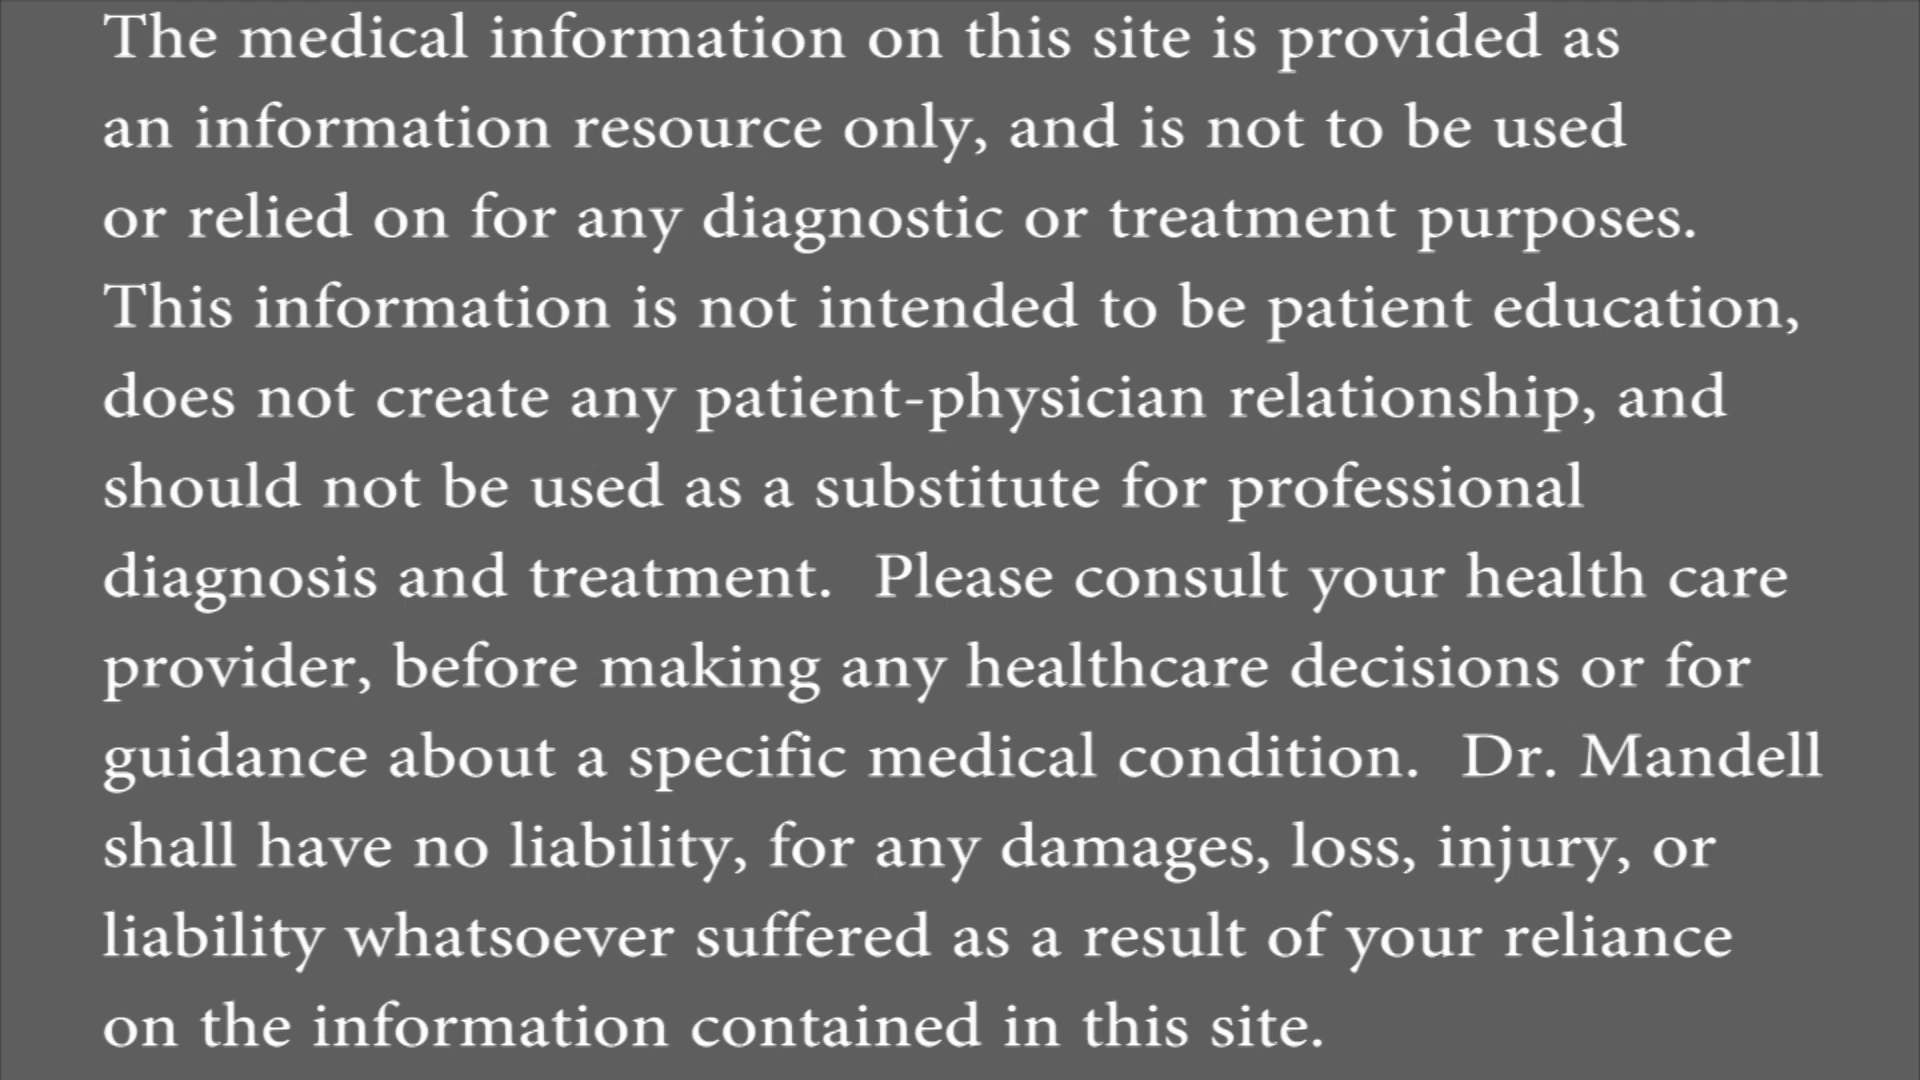 The medical information on this site is provided as
an information resource only, and is not to be used
or relied on for any diagnostic or treatment purposes.
This information is not intended to be patient education,
does not create any patient-physician relationship, and
should not be used as a substitute for professional
diagnosis and treatment.  Please consult your health care
provider, before making any healthcare decisions or for
guidance about a specific medical condition.  Dr. Mandell
shall have no liability, for any damages, loss, injury, or
liability whatsoever suffered as a result of your reliance
on the information contained in this site.